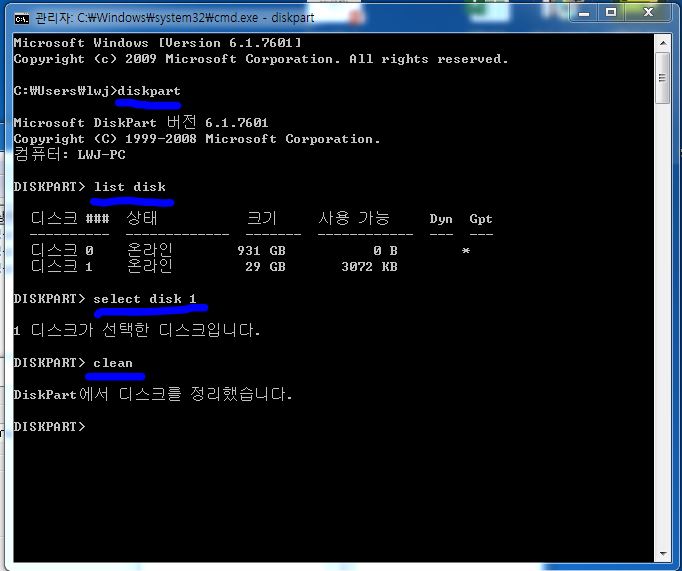 관리자: C:₩Windows₩system32₩cmd.exe - diskpart
Microsoft Windows [Version 6.1.7601]
Copyright (c) 2009 Microsoft Corporation. All rights reserved.
C:₩Users₩lwj>diskpart
Microsoft DiskPart 버전 6.1.7601
Copyright (C) 1999-2008 Microsoft Corporation.
컴퓨터: LWJ-PC
DISKPART> list disk
디스크 ### 상태 크기 사용 가능 Dyn Gpt
---------- ------------- ------- ------------ --- ---
디스크 0 온라인 931 GB 0 B *
디스크 1 온라인 29 GB 3072 KB
DISKPART> select disk 1
1 디스크가 선택한 디스크입니다.
DISKPART> clean
DiskPart에서 디스크를 정리했습니다.
DISKPART>